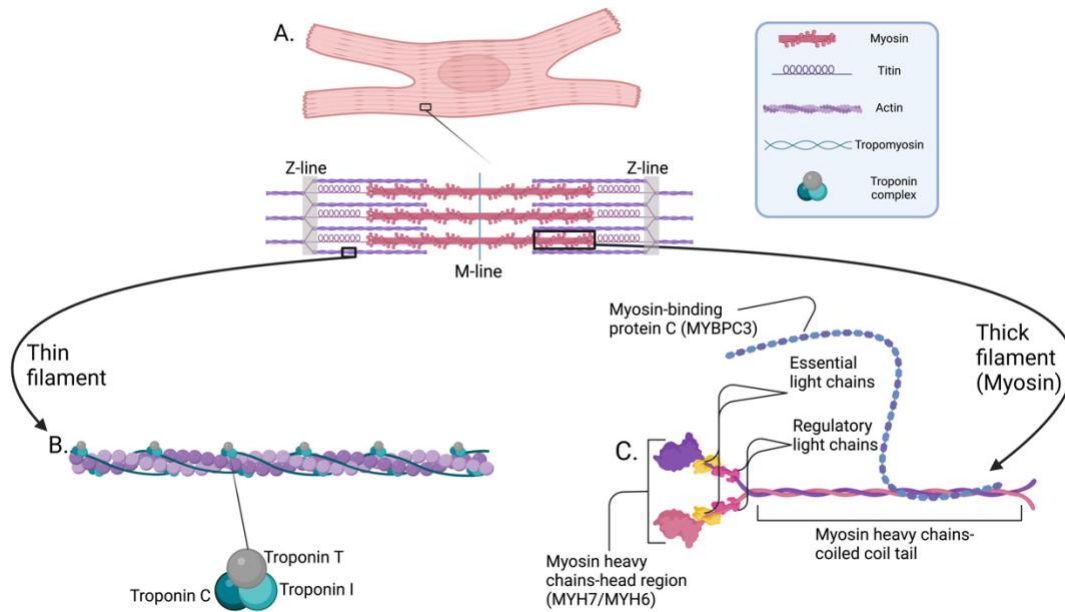 A.
Myosin
Titin
Actin
Tropomyosin
Troponin
complex
Z-line
Z-line
M-line
Thin
filament
Myosin-binding
protein C (MYBPC3)
Essential
light chains
Regulatory
light chains
Thick
filament
(Myosin)
B.
Troponin T
Troponin C
Troponin I
C.
Myosin heavy
chains-head region
(MYH7/MYH6)
Myosin heavy chains-
coiled coil tail